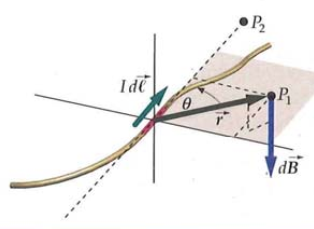 P₂
I dℓ⃗
P₁
θ
r⃗
dB⃗